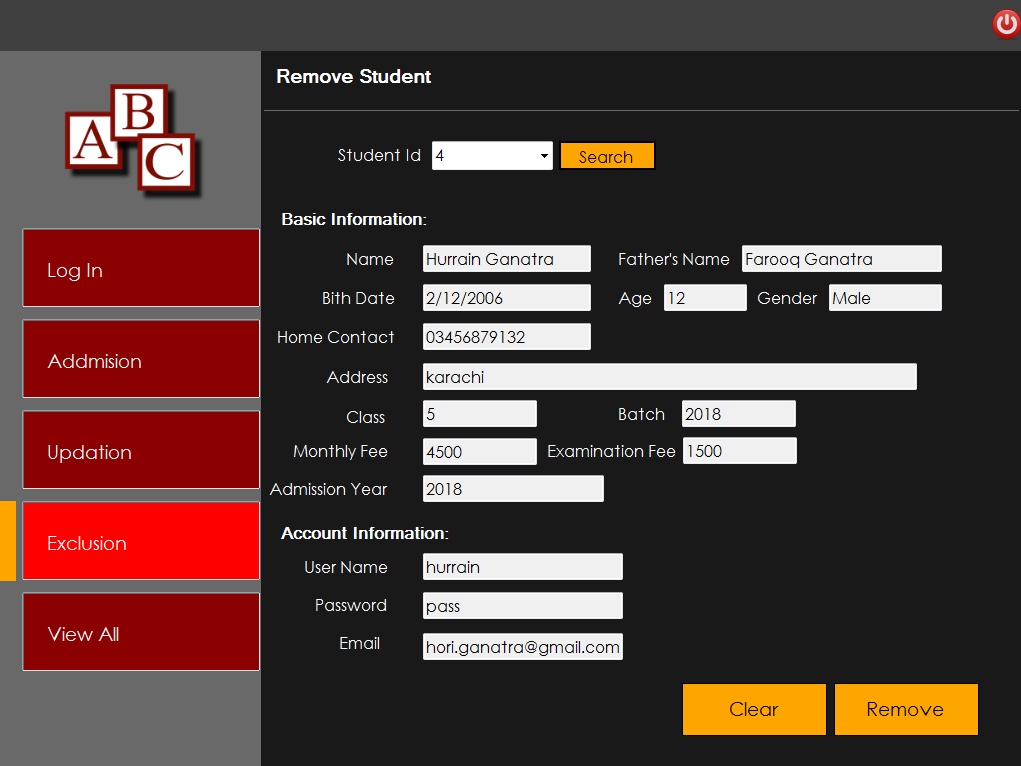 Remove Student
A B C
Student Id 4 Search
Basic Information:
Log In
Name Hurrain Ganatra Father's Name Farooq Ganatra
Bith Date 2/12/2006 Age 12 Gender Male
Home Contact 03456879132
Addmision
Address karachi
Class 5 Batch 2018
Updation
Monthly Fee 4500 Examination Fee 1500
Admission Year 2018
Exclusion
Account Information:
User Name hurrain
Password pass
View All
Email hori.ganatra@gmail.com
Clear Remove